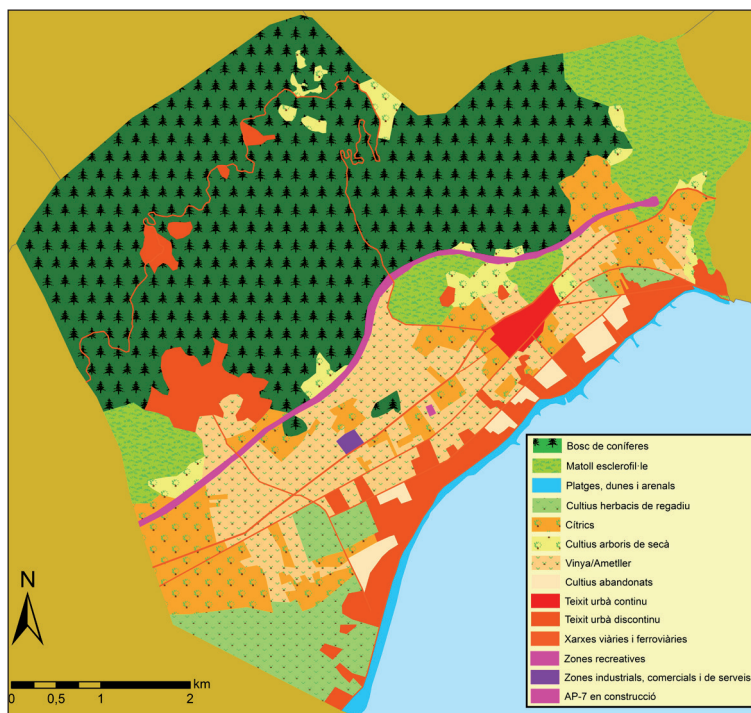 N
km
0 0,5 1 2
Bosc de coníferes
Matoll esclerofil·le
Platges, dunes i arenals
Cultius herbacis de regadiu
Cítrics
Cultius arboris de secà
Vinya/Ametller
Cultius abandonats
Teixit urbà continu
Teixit urbà discontinu
Xarxes viàries i ferroviàries
Zones recreatives
Zones industrials, comercials i de serveis
AP-7 en construcció